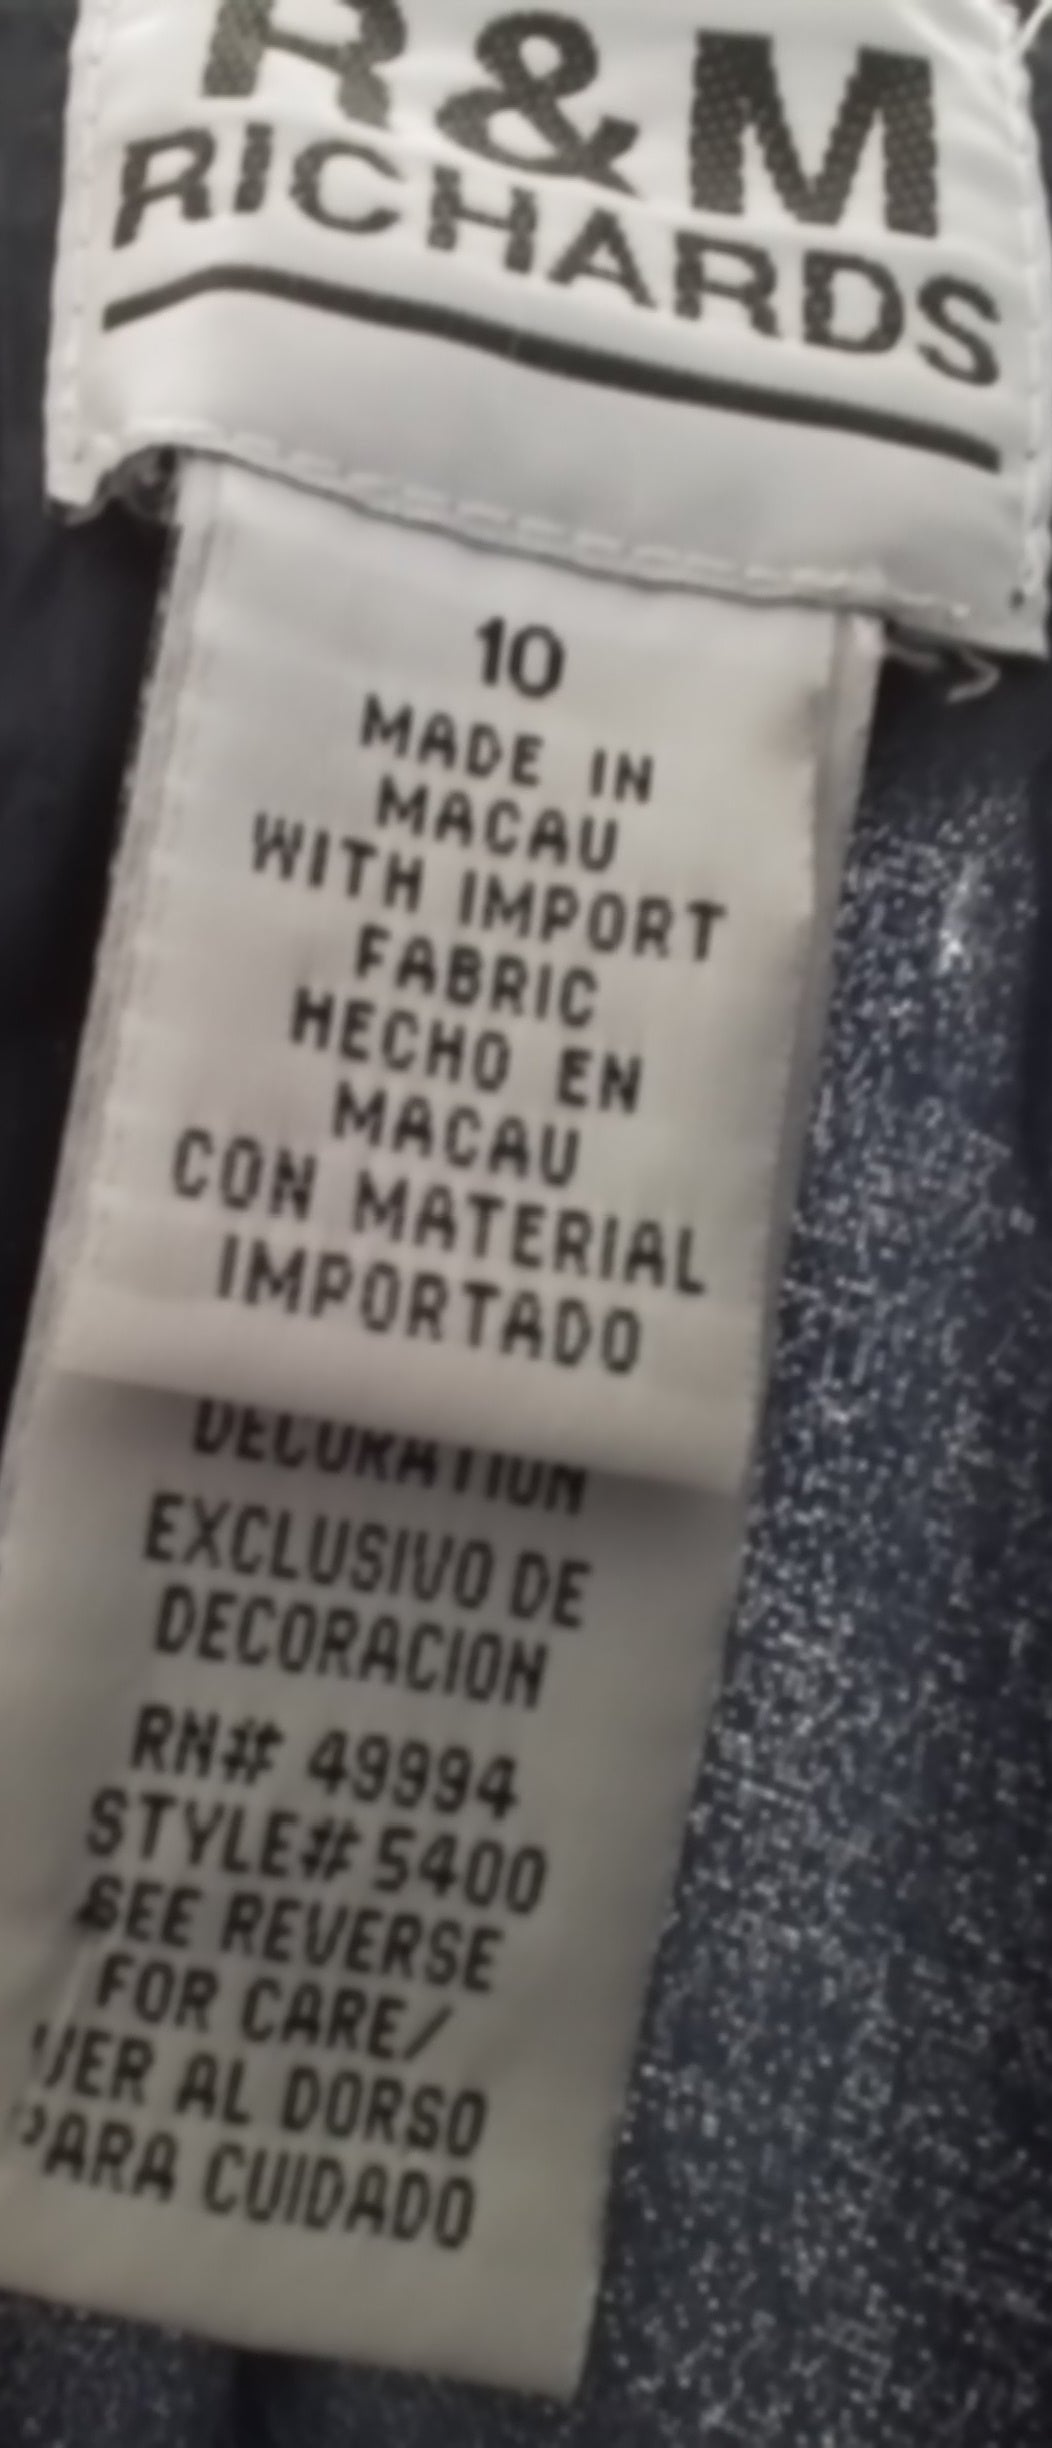 R&M
RICHARDS
10
MADE IN
MACAU
WITH IMPORT
FABRIC
HECHO EN
MACAU
CON MATERIAL
IMPORTADO
DECORATION
EXCLUSIVO DE
DECORACION
RN# 49994
STYLE# 5400
SEE REVERSE
FOR CARE/
VER AL DORSO
PARA CUIDADO